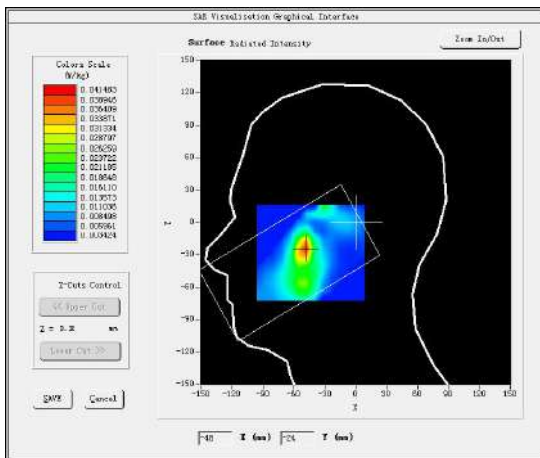 SAR Visualisation Graphical Interface
Surface Radiated Intensity
Zoom In/Out
Colors Scale
(W/kg)
0.041483
0.038946
0.036409
0.033871
0.031334
0.028797
0.026259
0.023722
0.021185
0.018648
0.016110
0.013573
0.011036
0.008498
0.005961
0.003424
Z-Cuts Control
<< Upper Cut
Z = mm
Lower Cut >>
SAVE
Cancel
150
120
90
60
30
0
-30
-60
-90
-120
-150
Y
-150 -120 -90 -60 -30 0 30 60 90 120 150
X
-48 X (mm) -24 Y (mm)